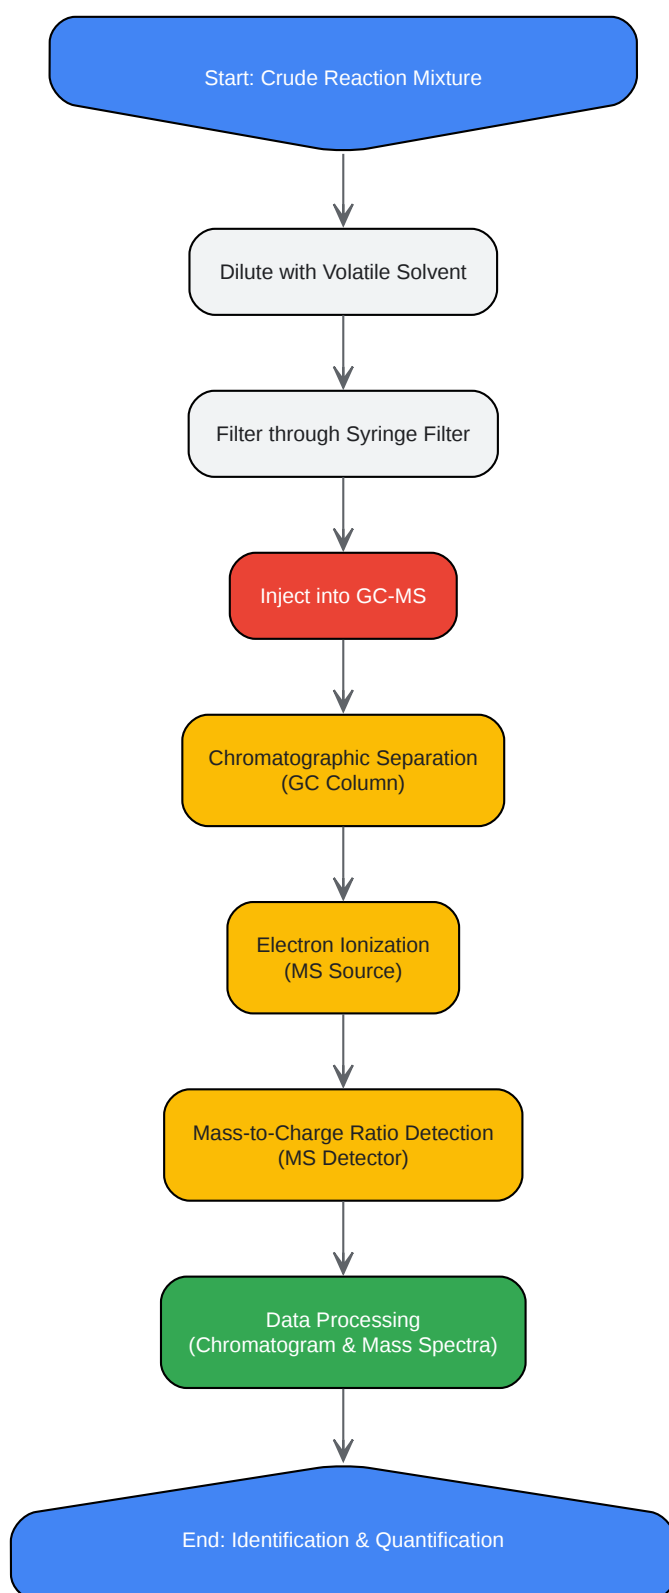 Start: Crude Reaction Mixture
Dilute with Volatile Solvent
Filter through Syringe Filter
Inject into GC-MS
Chromatographic Separation
(GC Column)
Electron Ionization
(MS Source)
Mass-to-Charge Ratio Detection
(MS Detector)
Data Processing
(Chromatogram & Mass Spectra)
End: Identification & Quantification